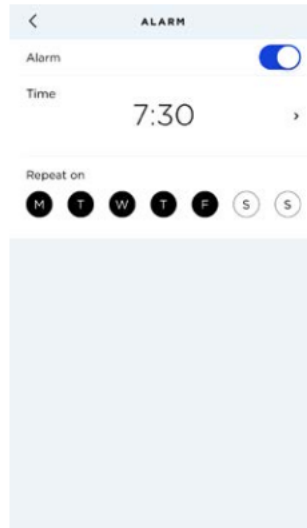 ALARM
Alarm
Time
7:30
Repeat on
M T W T F S S